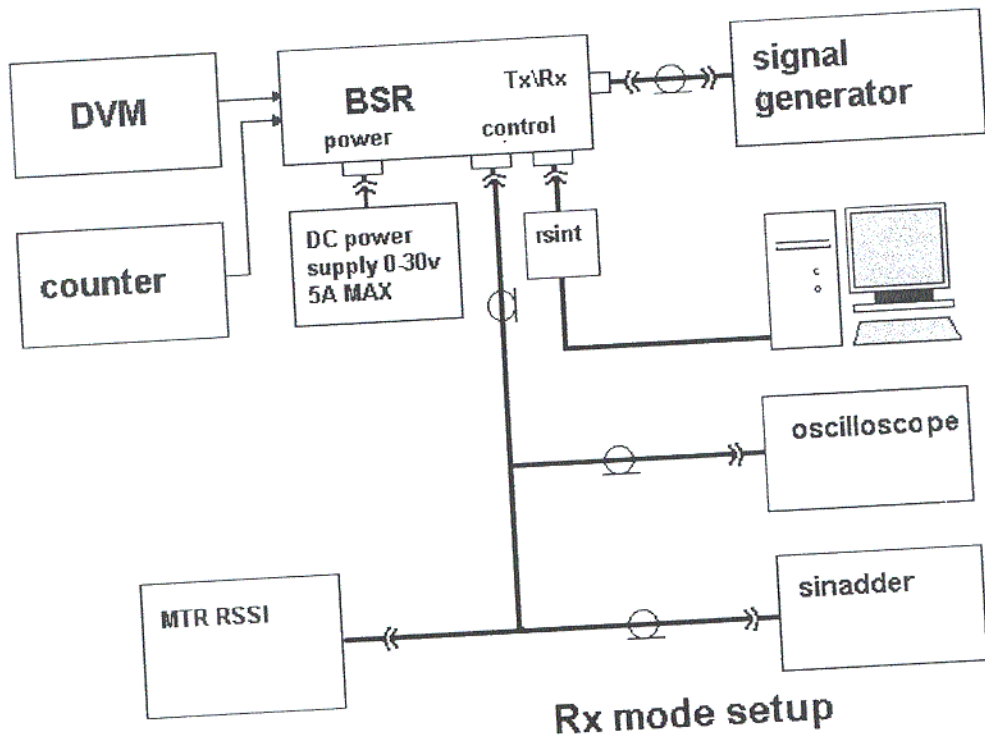 DVM
BSR
Tx\Rx
power
control
signal
generator
counter
DC power
supply 0-30v
5A MAX
rsint
oscilloscope
sinadder
MTR RSSI
Rx mode setup